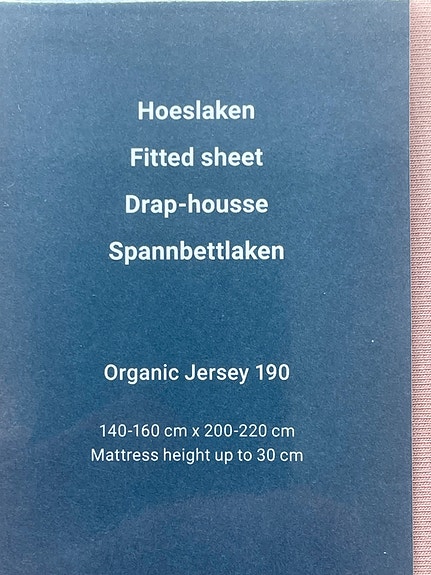 Hoeslaken
Fitted sheet
Drap-housse
Spannbettlaken
Organic Jersey 190
140-160 cm x 200-220 cm
Mattress height up to 30 cm